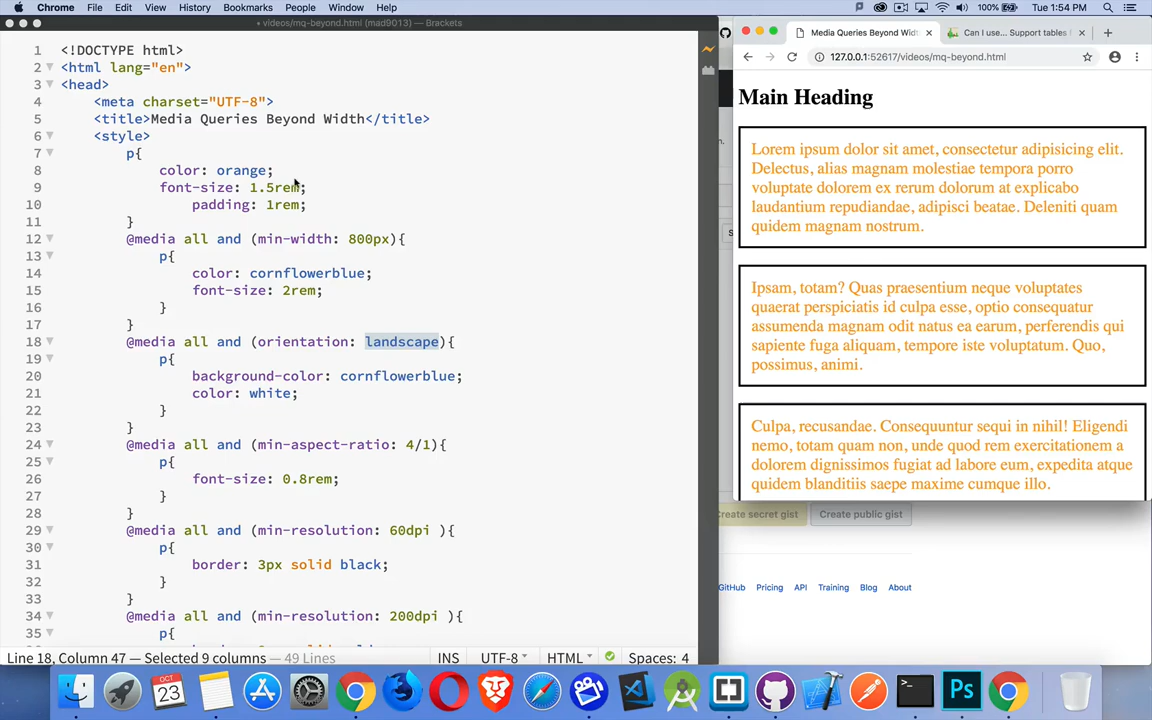 Chrome File Edit View History Bookmarks People Window Help
100% Tue 1:54 PM
• videos/mq-beyond.html (mad9013) — Brackets
1 <!DOCTYPE html>
2 <html lang="en">
3 <head>
4 <meta charset="UTF-8">
5 <title>Media Queries Beyond Width</title>
6 <style>
7 p{
8 color: orange;
9 font-size: 1.5rem;
10 padding: 1rem;
11 }
12 @media all and (min-width: 800px){
13 p{
14 color: cornflowerblue;
15 font-size: 2rem;
16 }
17 }
18 @media all and (orientation: landscape){
19 p{
20 background-color: cornflowerblue;
21 color: white;
22 }
23 }
24 @media all and (min-aspect-ratio: 4/1){
25 p{
26 font-size: 0.8rem;
27 }
28 }
29 @media all and (min-resolution: 60dpi ){
30 p{
31 border: 3px solid black;
32 }
33 }
34 @media all and (min-resolution: 200dpi ){
35 p{
Line 18, Column 47 — Selected 9 columns — 49 Lines
INS UTF-8 HTML Spaces: 4
Media Queries Beyond Widt
Can I use... Support tables f
127.0.0.1:52617/videos/mq-beyond.html
Main Heading
Lorem ipsum dolor sit amet, consectetur adipisicing elit.
Delectus, alias magnam molestiae tempora porro
voluptate dolorem ex rerum dolorum at explicabo
laudantium repudiandae, adipisci beatae. Deleniti quam
quidem magnam nostrum.
Ipsam, totam? Quas praesentium neque voluptates
quaerat perspiciatis id culpa esse, optio consequatur
assumenda magnam odit natus ea earum, perferendis qui
sapiente fuga aliquam, tempore iste voluptatum. Quo,
possimus, animi.
Culpa, recusandae. Consequuntur sequi in nihil! Eligendi
nemo, totam quam non, unde quod rem exercitationem a
dolorem dignissimos fugiat ad labore eum, expedita atque
quidem blanditiis saepe maxime cumque illo.
Create secret gist Create public gist
GitHub Pricing API Training Blog About
OCT
23
Ps